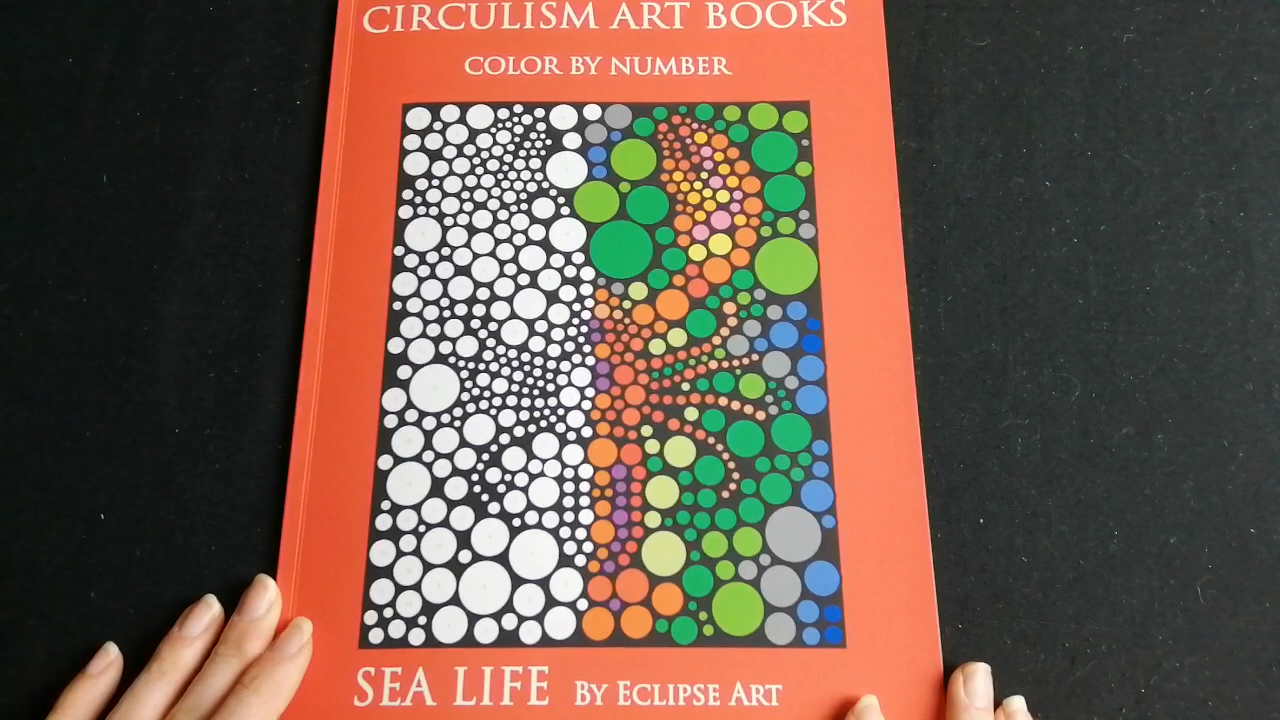 CIRCULISM ART BOOKS
COLOR BY NUMBER
SEA LIFE BY ECLIPSE ART